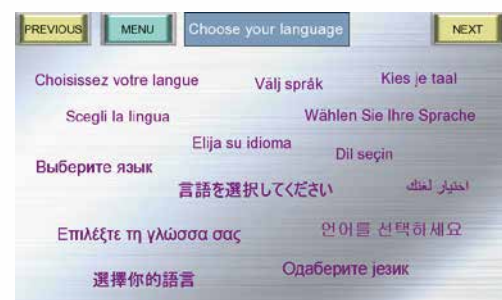 PREVIOUS MENU Choose your language NEXT
Choisissez votre langue Välj språk Kies je taal
Scegli la lingua Wählen Sie Ihre Sprache
Elija su idioma Dil seçin
Выберите язык
言語を選択してください اختيار لغتك
Επιλέξτε τη γλώσσα σας 언어를 선택하세요
選擇你的語言 Одаберите језик